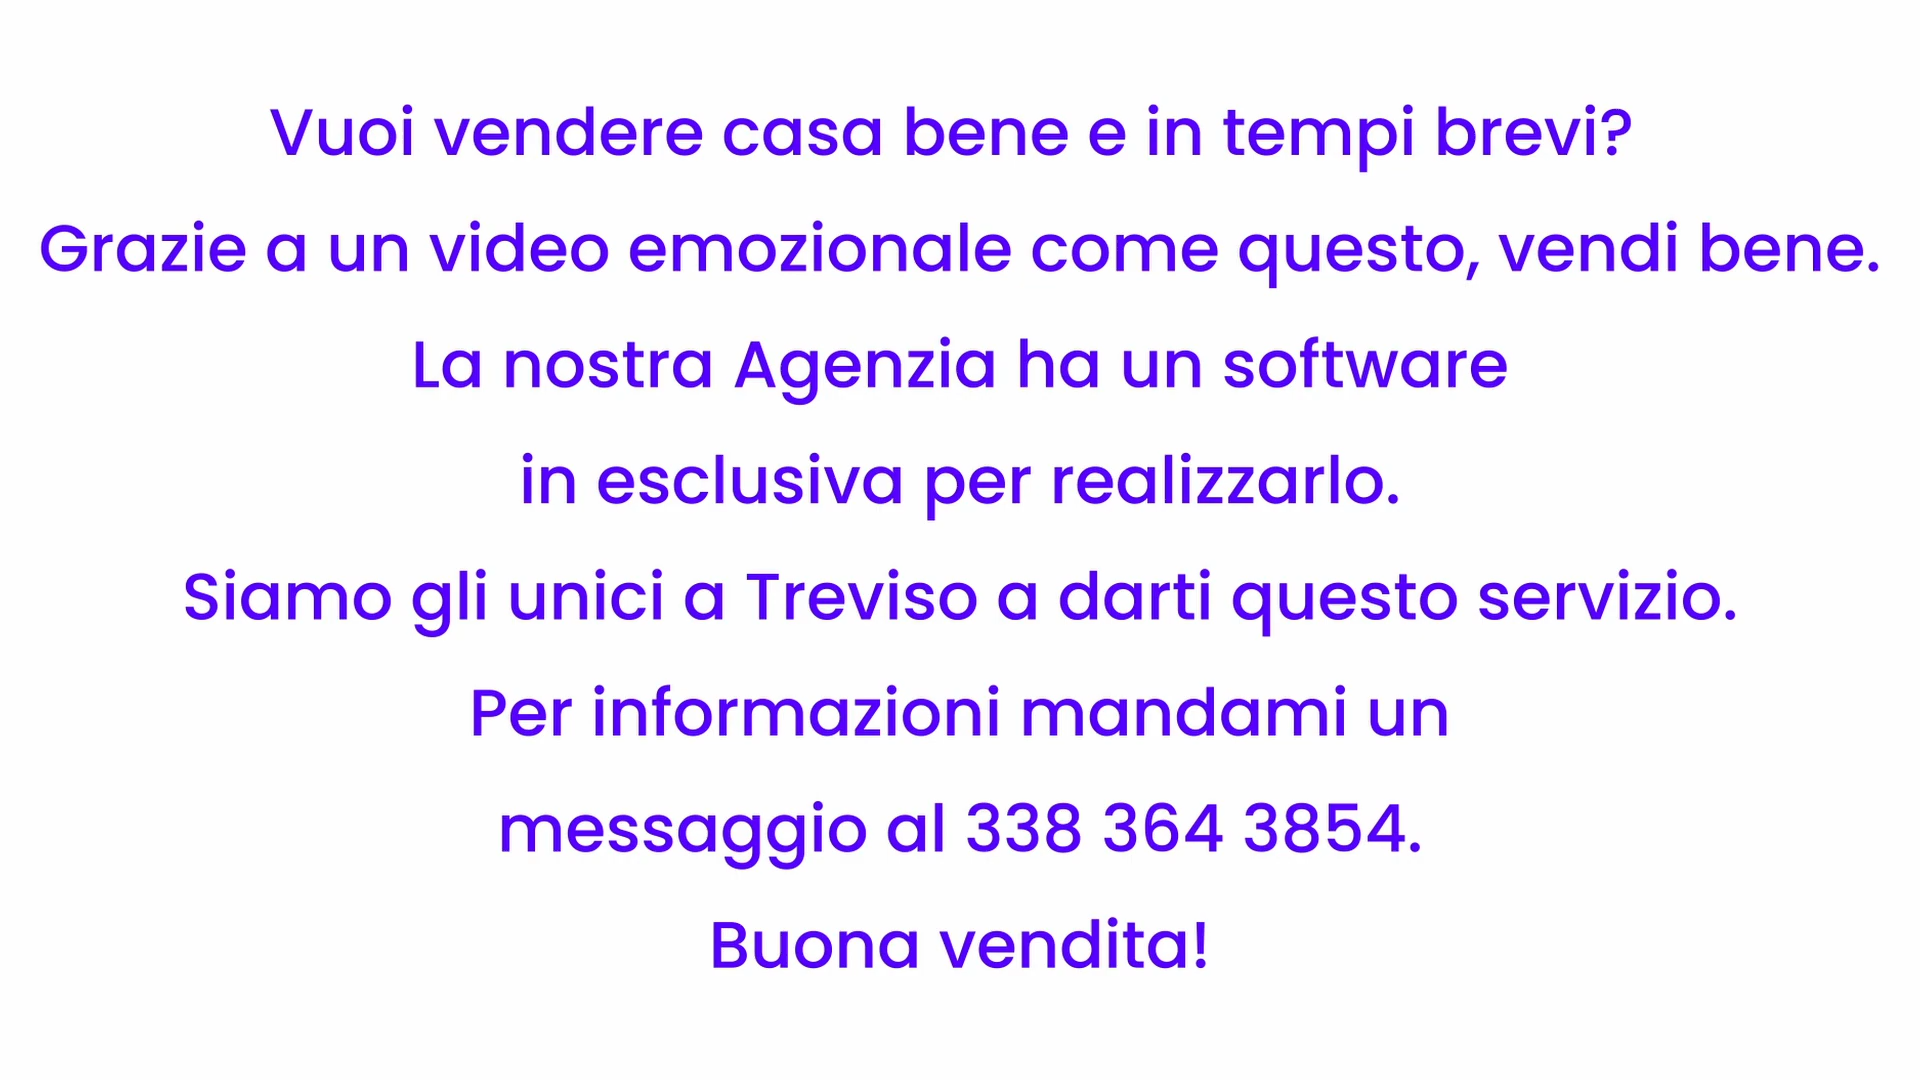 Vuoi vendere casa bene e in tempi brevi?
Grazie a un video emozionale come questo, vendi bene.
La nostra Agenzia ha un software
in esclusiva per realizzarlo.
Siamo gli unici a Treviso a darti questo servizio.
Per informazioni mandami un
messaggio al 338 364 3854.
Buona vendita!